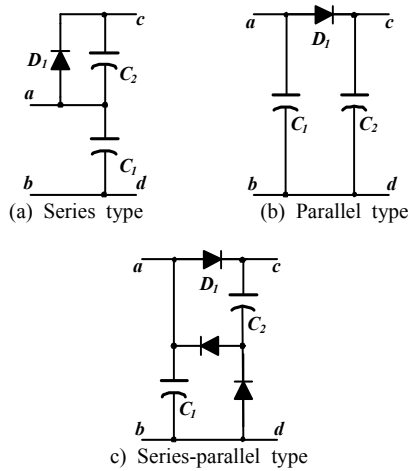 c
D1
C2
a
C1
b
d
(a) Series type
a
c
D1
C1
C2
b
d
(b) Parallel type
a
c
D1
C2
C1
b
d
c) Series-parallel type